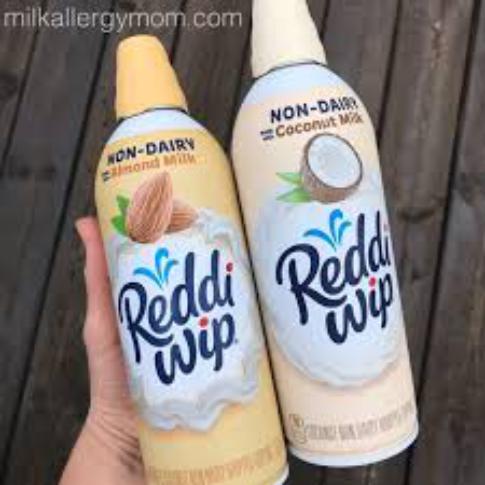 milkallergymom.com
NON-DAIRY
Almond Milk
Reddi
wip
NON-DAIRY
Coconut Milk
Reddi
wip